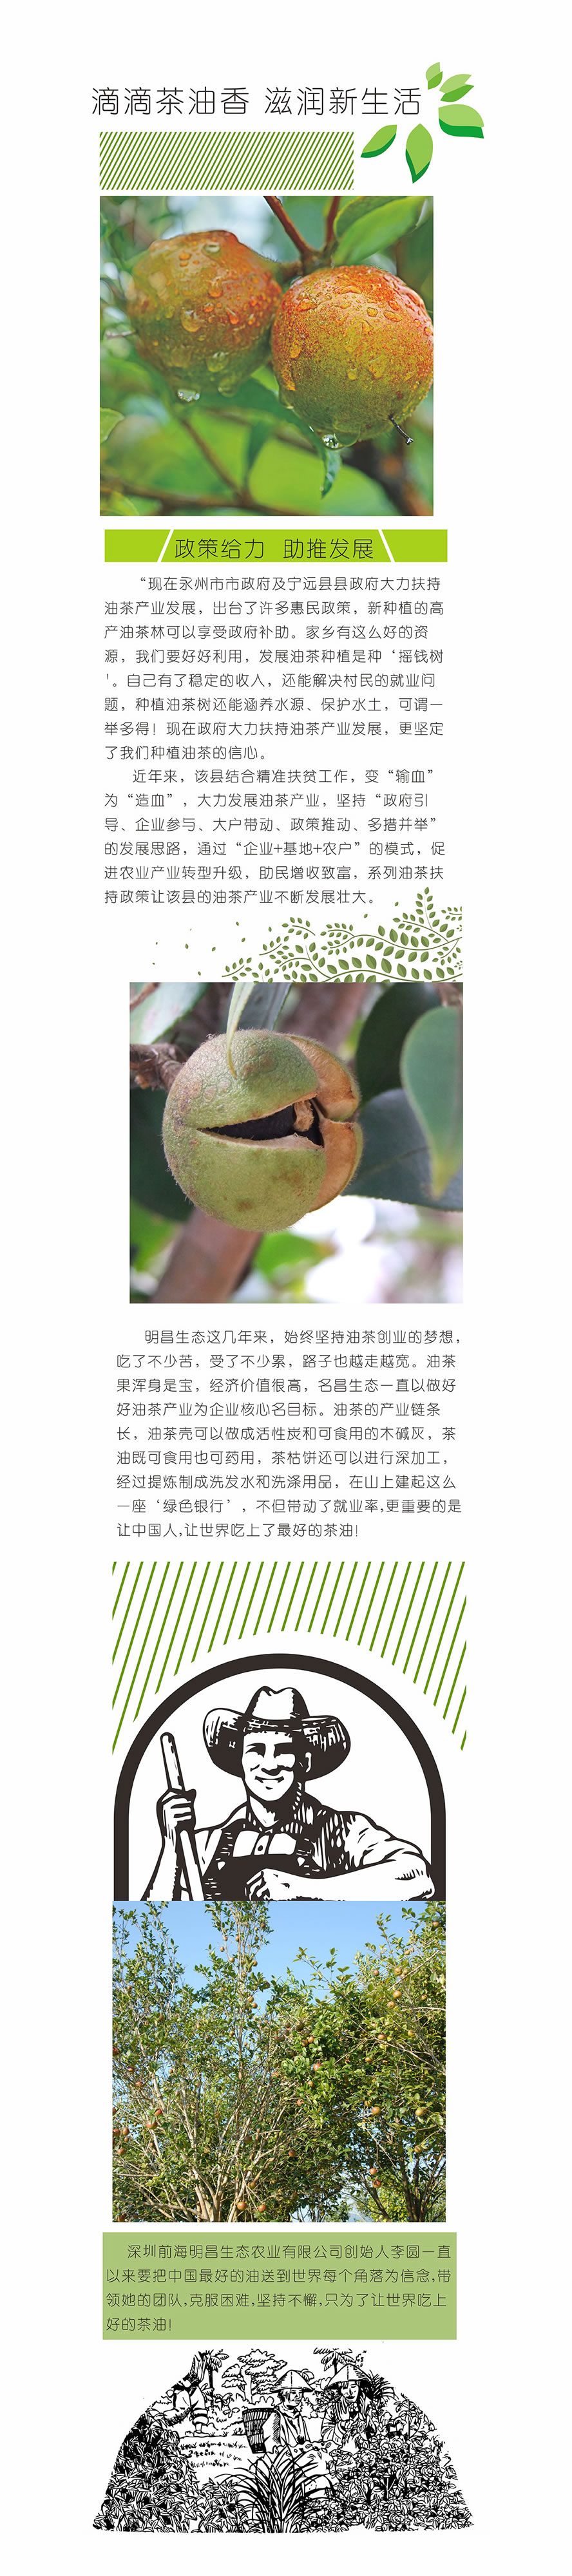 滴滴茶油香 滋润新生活
政策给力 助推发展
“现在永州市市政府及宁远县县政府大力扶持
油茶产业发展，出台了许多惠民政策，新种植的高
产油茶林可以享受政府补助。家乡有这么好的资
源，我们要好好利用，发展油茶种植是种‘摇钱树
’。自己有了稳定的收入，还能解决村民的就业问
题，种植油茶树还能涵养水源、保护水土，可谓一
举多得！现在政府大力扶持油茶产业发展，更坚定
了我们种植油茶的信心。
近年来，该县结合精准扶贫工作，变“输血”
为“造血”，大力发展油茶产业，坚持“政府引
导、企业参与、大户带动、政策推动、多措并举”
的发展思路，通过“企业+基地+农户”的模式，促
进农业产业转型升级，助民增收致富，系列油茶扶
持政策让该县的油茶产业不断发展壮大。
明昌生态这几年来，始终坚持油茶创业的梦想，
吃了不少苦，受了不少累，路子也越走越宽。油茶
果浑身是宝，经济价值很高，名昌生态一直以做好
好油茶产业为企业核心名目标。油茶的产业链条
长，油茶壳可以做成活性炭和可食用的木碱灰，茶
油既可食用也可药用，茶枯饼还可以进行深加工，
经过提炼制成洗发水和洗涤用品，在山上建起这么
一座‘绿色银行’，不但带动了就业率,更重要的是
让中国人,让世界吃上了最好的茶油!
深圳前海明昌生态农业有限公司创始人李圆一直
以来要把中国最好的油送到世界每个角落为信念,带
领她的团队,克服困难,坚持不懈,只为了让世界吃上
好的茶油!